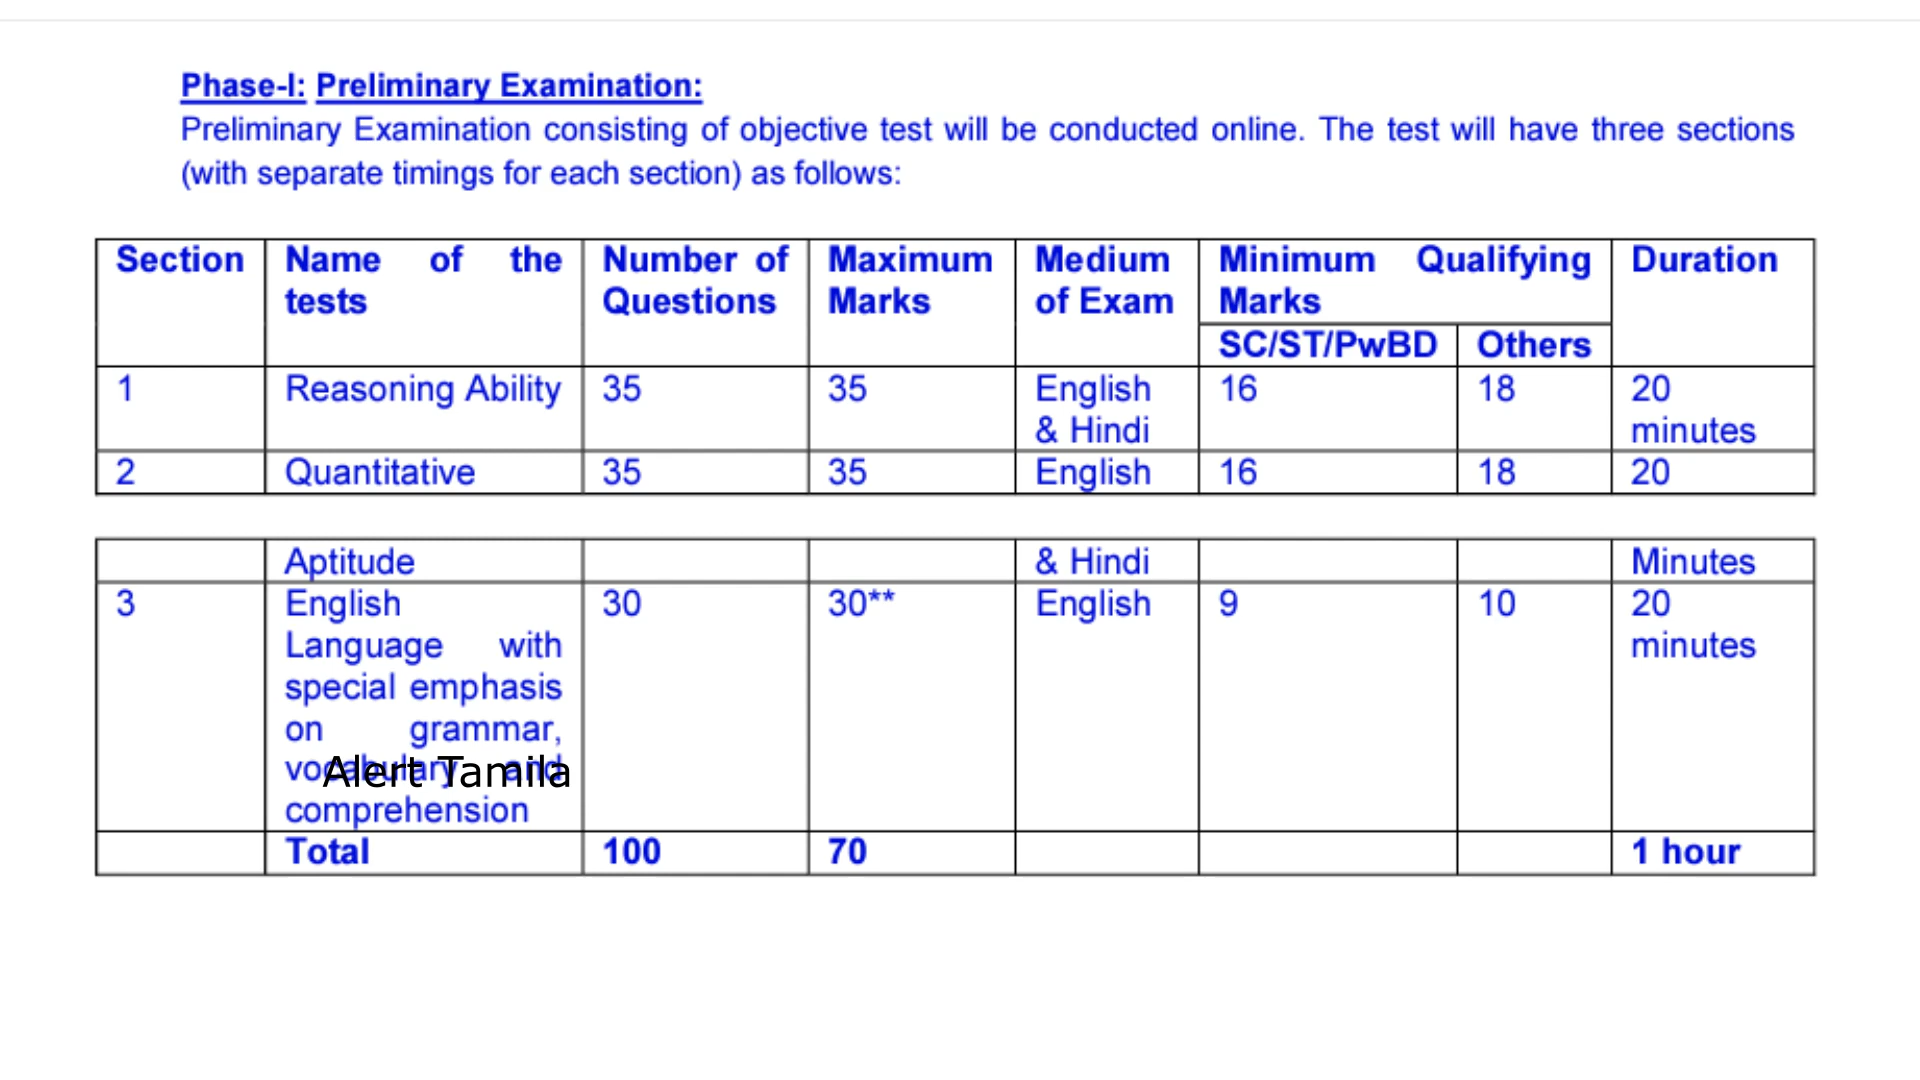 Phase-I: Preliminary Examination:
Preliminary Examination consisting of objective test will be conducted online. The test will have three sections
(with separate timings for each section) as follows:
Section Name of the tests Number of Questions Maximum Marks Medium of Exam Minimum Qualifying Marks Duration
SC/ST/PwBD Others
1 Reasoning Ability 35 35 English & Hindi 16 18 20 minutes
2 Quantitative 35 35 English 16 18 20
Aptitude & Hindi Minutes
3 English 30 30** English 9 10 20
Language with minutes
special emphasis
on grammar,
vocabulary and
Alert Tamila
comprehension
Total 100 70 1 hour